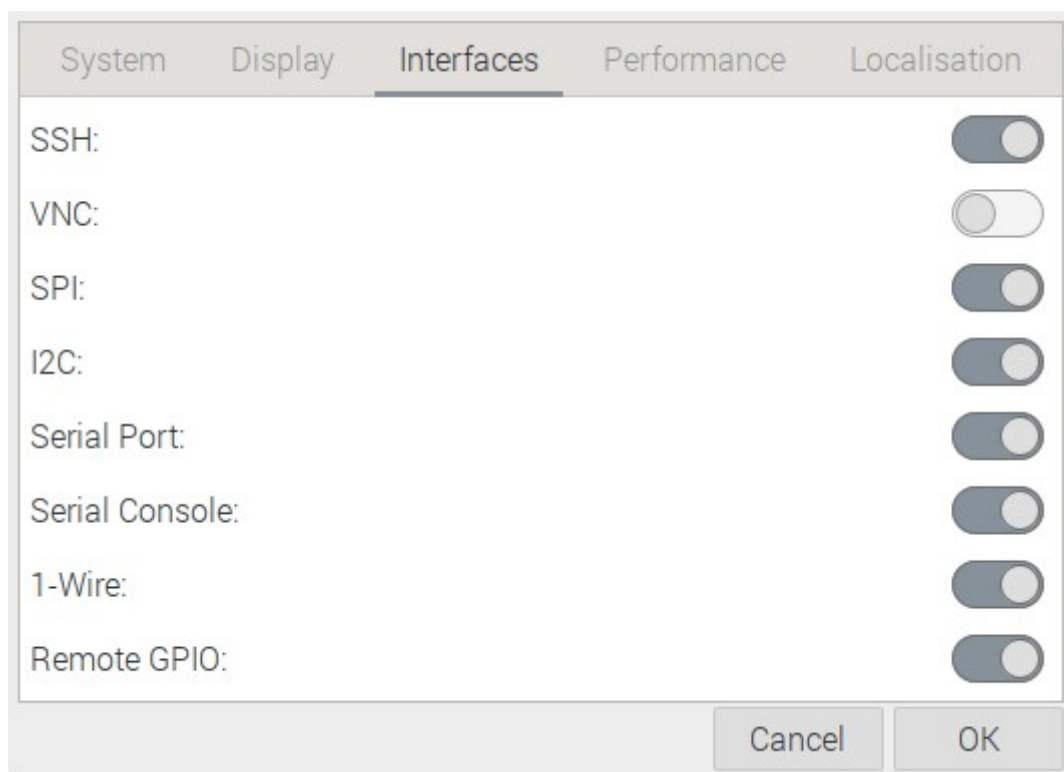 System Display Interfaces Performance Localisation
SSH:
VNC:
SPI:
I2C:
Serial Port:
Serial Console:
1-Wire:
Remote GPIO:
Cancel OK